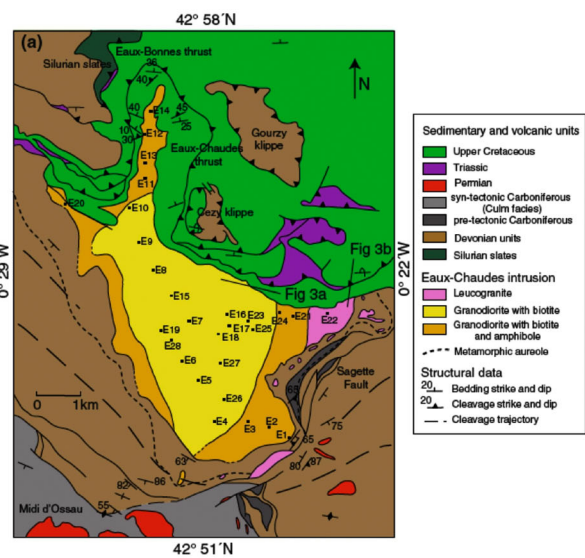 42° 58´N
(a)
Eaux-Bonnes thrust
Silurian slates
36
40
N
40
45
E14
25
10
30
E12
Gourzy
klippe
Eaux-Chaudes
thrust
E13
E11
E20
E10
Cezy klippe
E9
Fig 3b
0° 29´W
0° 22´W
E8
Fig 3a
E15
E16
E23
E7
E24
E21
E22
E17
E25
E19
E18
E28
E6
E27
Sagette
Fault
E5
68
0
1km
E26
E4
E3
E2
E1
75
65
63
80
87
82
86
55
Midi d'Ossau
42° 51´N
Sedimentary and volcanic units
Upper Cretaceous
Triassic
Permian
syn-tectonic Carboniferous
(Culm facies)
pre-tectonic Carboniferous
Devonian units
Silurian slates
Eaux-Chaudes intrusion
Leucogranite
Granodiorite with biotite
Granodiorite with biotite
and amphibole
Metamorphic aureole
Structural data
20
Bedding strike and dip
20
Cleavage strike and dip
Cleavage trajectory